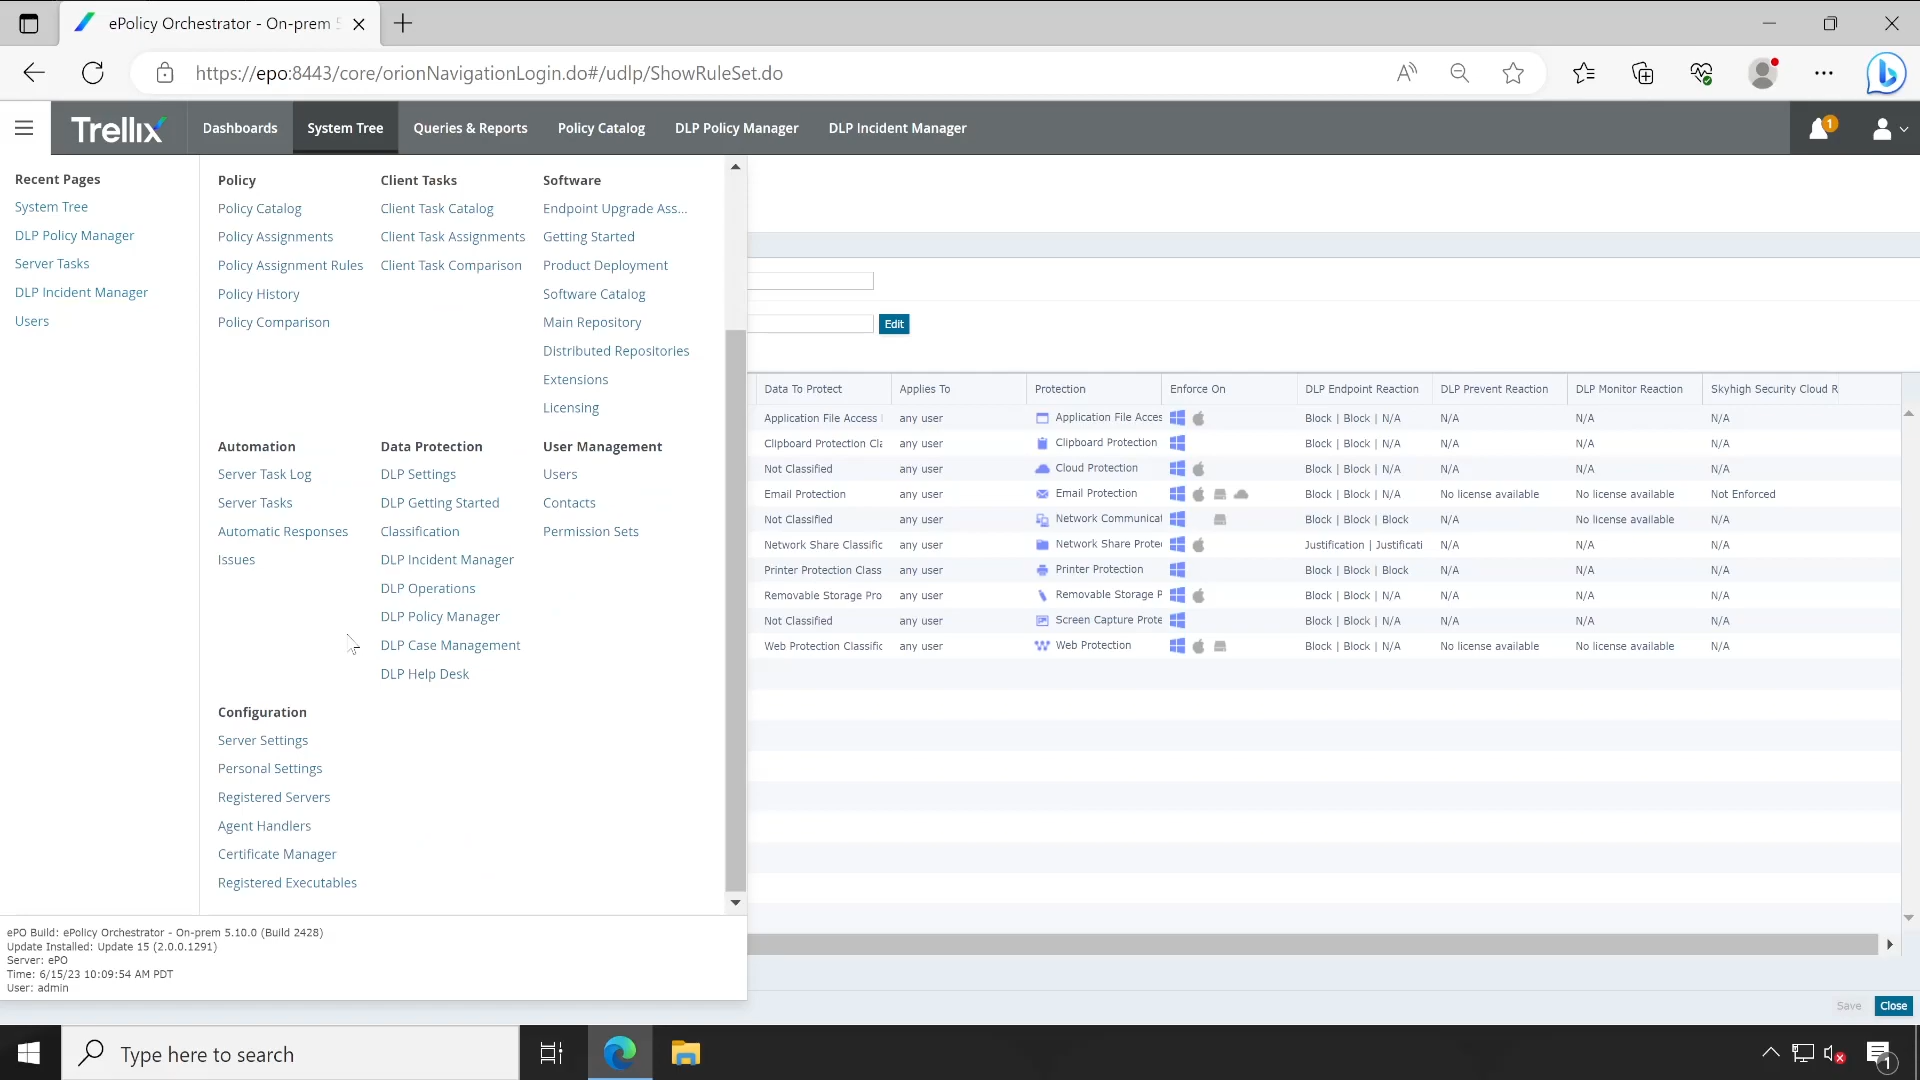 ePolicy Orchestrator - On-prem 5
https://epo:8443/core/orionNavigationLogin.do#/udlp/ShowRuleSet.do
Trellix
Dashboards
System Tree
Queries & Reports
Policy Catalog
DLP Policy Manager
DLP Incident Manager
1
Recent Pages
System Tree
DLP Policy Manager
Server Tasks
DLP Incident Manager
Users
Policy
Policy Catalog
Policy Assignments
Policy Assignment Rules
Policy History
Policy Comparison
Client Tasks
Client Task Catalog
Client Task Assignments
Client Task Comparison
Software
Endpoint Upgrade Ass...
Getting Started
Product Deployment
Software Catalog
Main Repository
Distributed Repositories
Extensions
Licensing
Automation
Server Task Log
Server Tasks
Automatic Responses
Issues
Data Protection
DLP Settings
DLP Getting Started
Classification
DLP Incident Manager
DLP Operations
DLP Policy Manager
DLP Case Management
DLP Help Desk
User Management
Users
Contacts
Permission Sets
Configuration
Server Settings
Personal Settings
Registered Servers
Agent Handlers
Certificate Manager
Registered Executables
ePO Build: ePolicy Orchestrator - On-prem 5.10.0 (Build 2428)
Update Installed: Update 15 (2.0.0.1291)
Server: ePO
Time: 6/15/23 10:09:54 AM PDT
User: admin
Edit
Data To Protect Applies To Protection Enforce On DLP Endpoint Reaction DLP Prevent Reaction DLP Monitor Reaction Skyhigh Security Cloud R
Application File Access any user Application File Acces Block | Block | N/A N/A N/A N/A
Clipboard Protection Cla any user Clipboard Protection Block | Block | N/A N/A N/A N/A
Not Classified any user Cloud Protection Block | Block | N/A N/A N/A N/A
Email Protection any user Email Protection Block | Block | N/A No license available No license available Not Enforced
Not Classified any user Network Communicat Block | Block | Block N/A No license available N/A
Network Share Classific any user Network Share Prote Justification | Justificati N/A N/A N/A
Printer Protection Class any user Printer Protection Block | Block | Block N/A N/A N/A
Removable Storage Pro any user Removable Storage P Block | Block | N/A N/A N/A N/A
Not Classified any user Screen Capture Prote Block | Block | N/A N/A N/A N/A
Web Protection Classific any user Web Protection Block | Block | N/A No license available No license available N/A
Save
Close
Type here to search
1